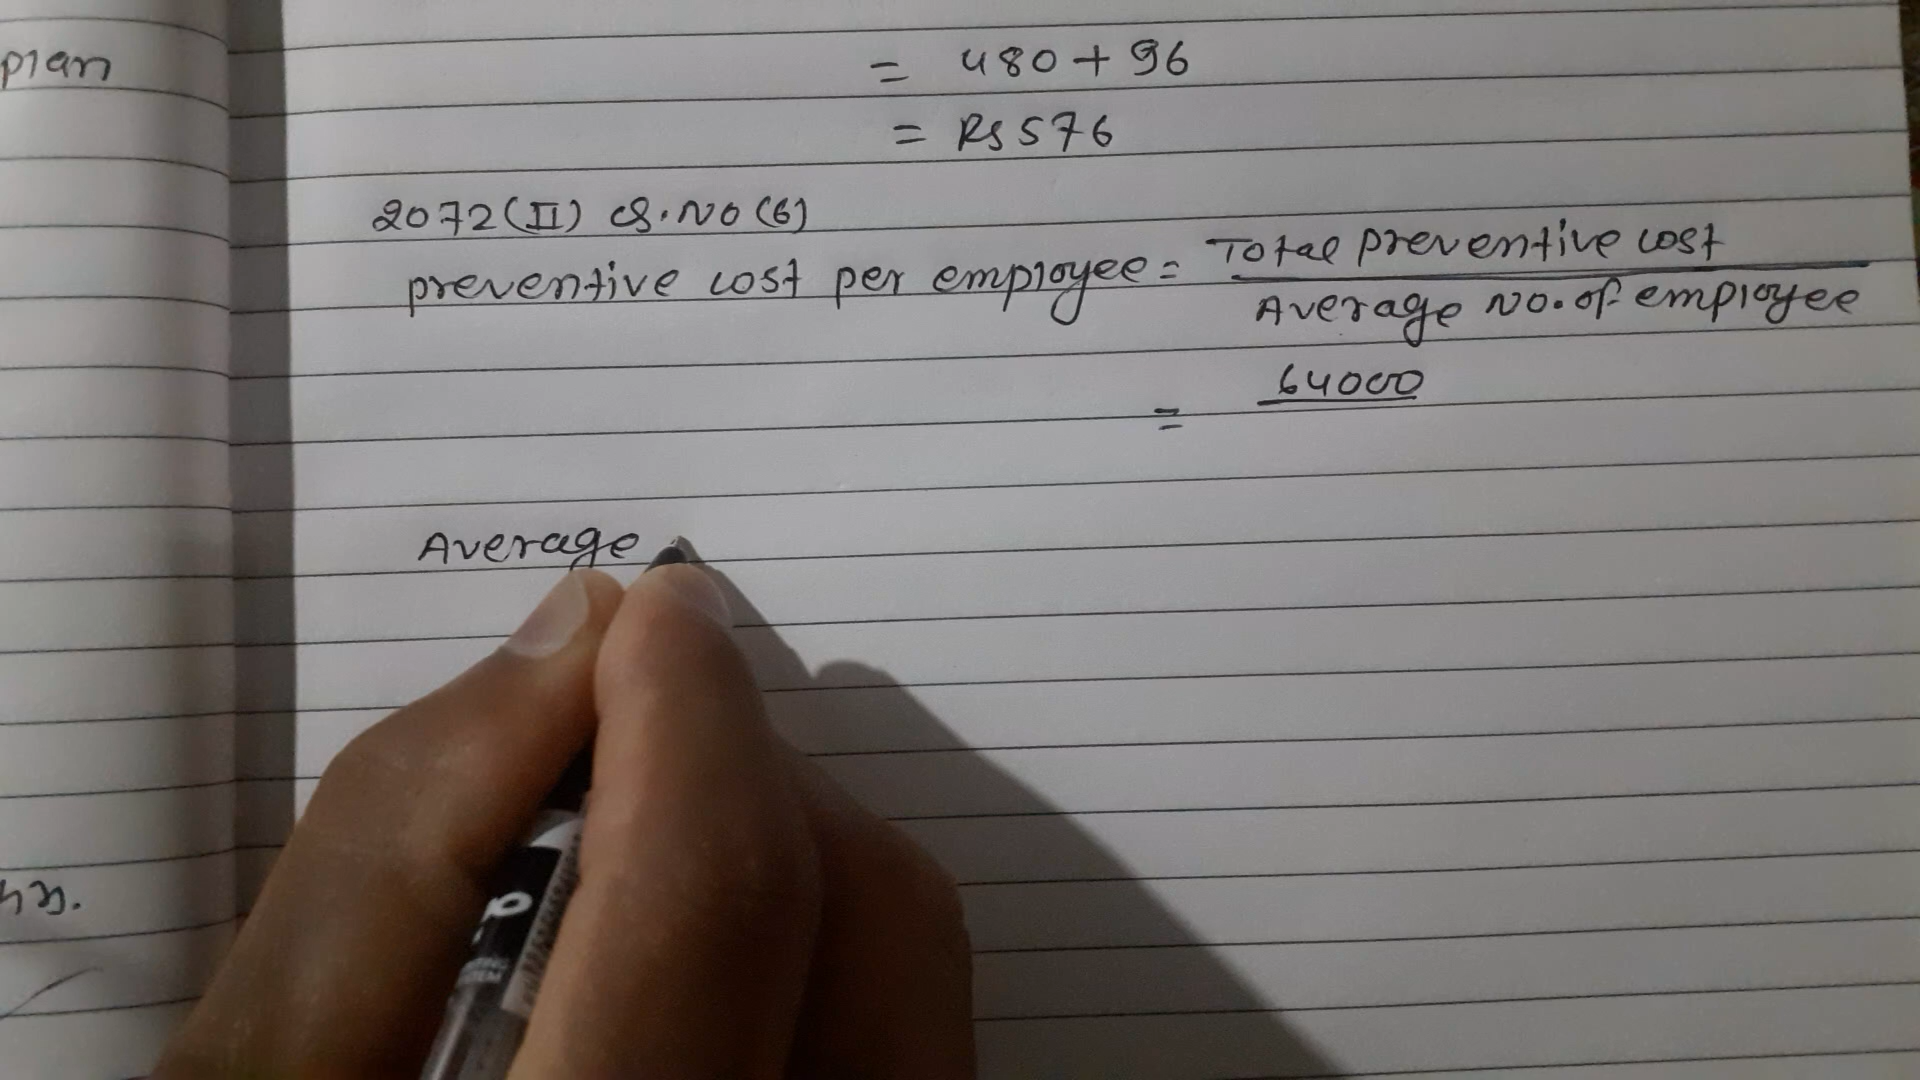 plan
= 480 + 96
= Rs 576
2072 (II) Q.NO (6)
preventive cost per employee = Total preventive cost
Average NO. of employee
= 64000
Average